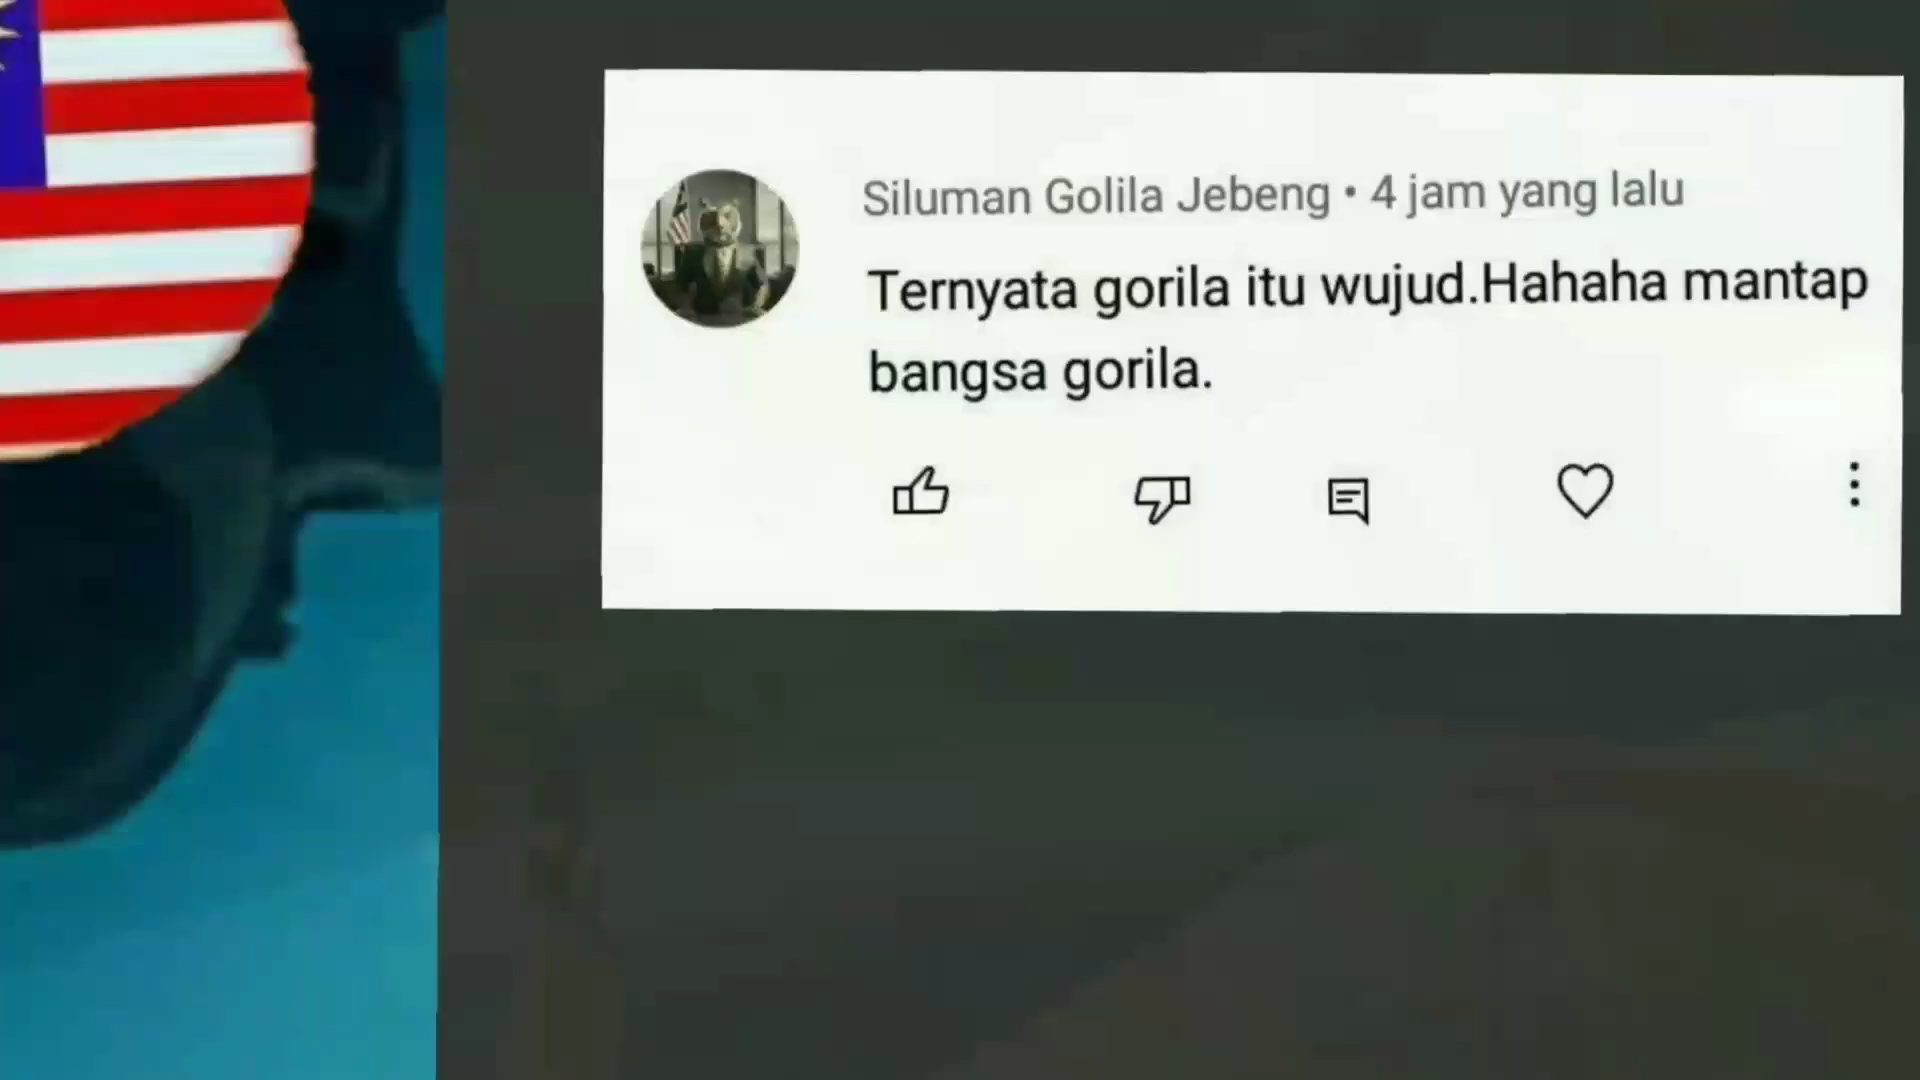 Siluman Golila Jebeng • 4 jam yang lalu
Ternyata gorila itu wujud.Hahaha mantap
bangsa gorila.